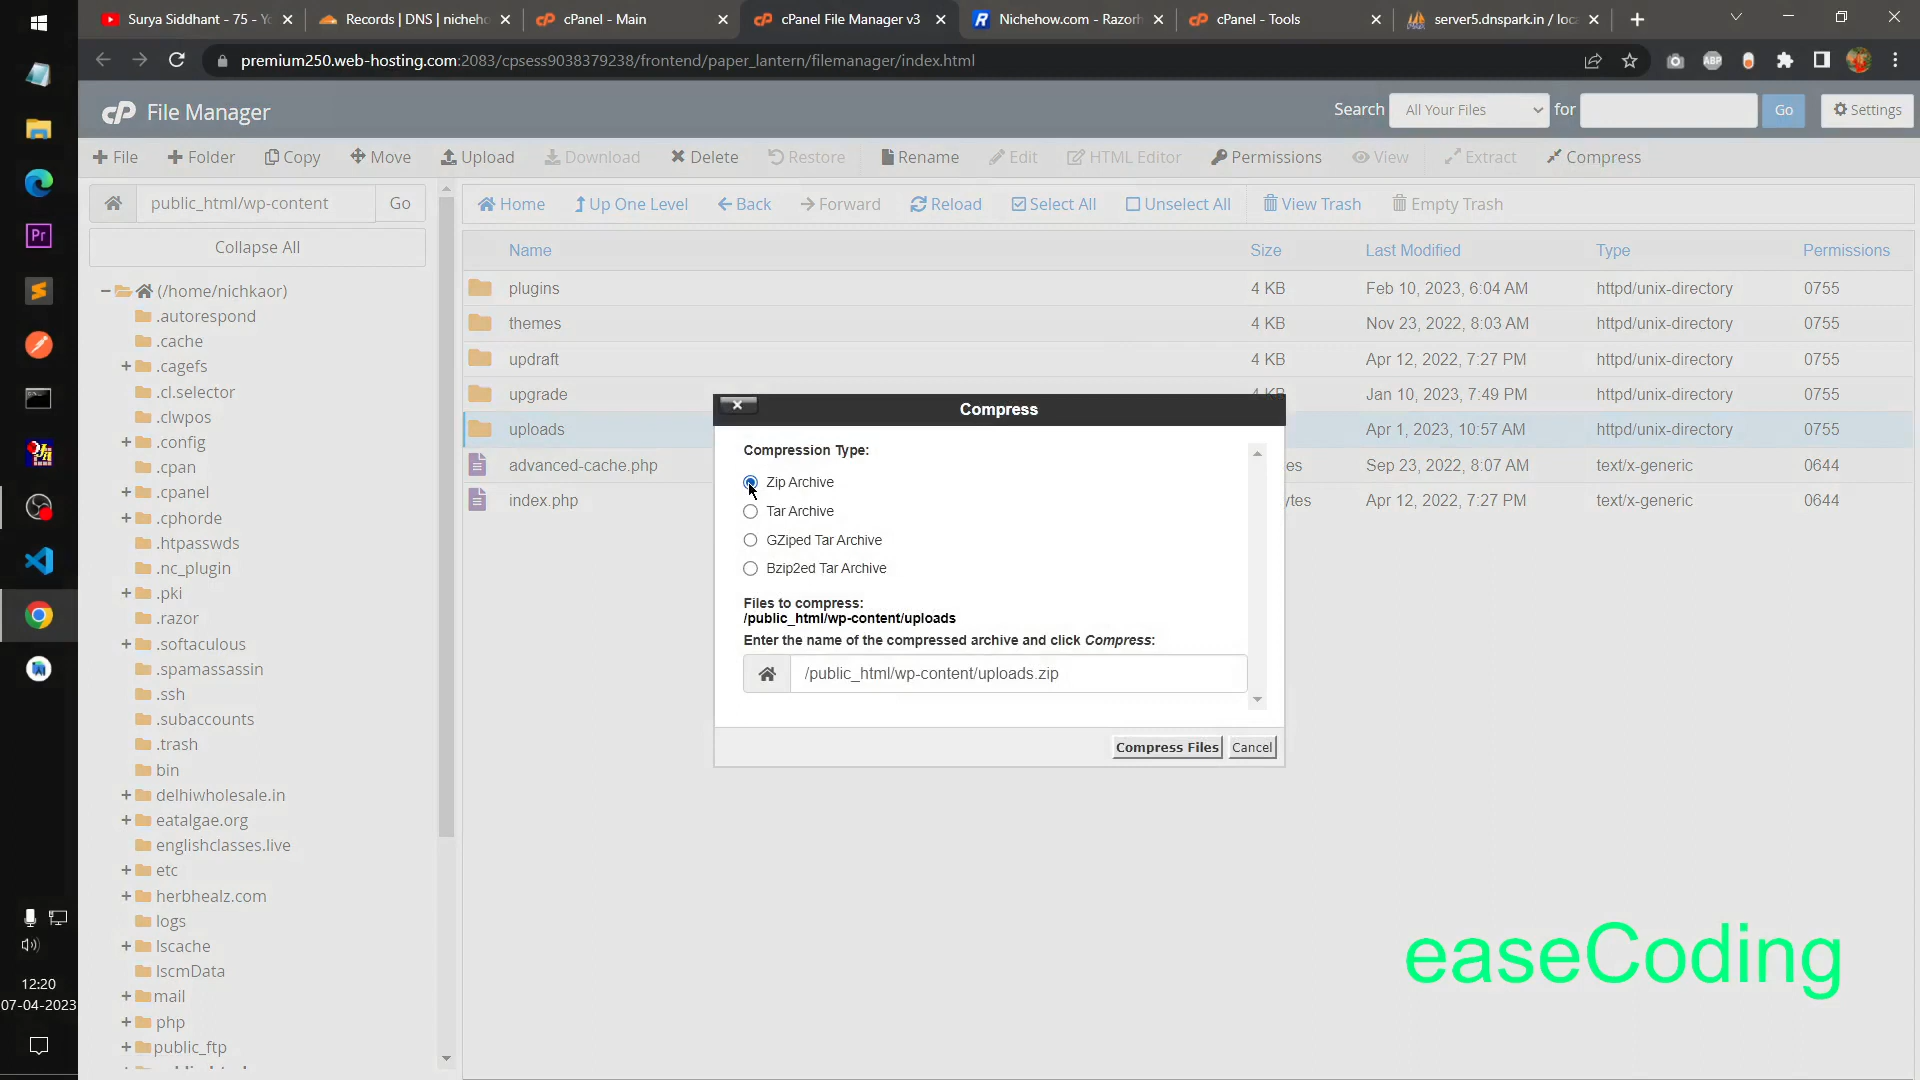 Surya Siddhant - 75 - Yo
Records | DNS | nicheho
cPanel - Main
cPanel File Manager v3
Nichehow.com - Razorh
cPanel - Tools
server5.dnspark.in / loca
premium250.web-hosting.com:2083/cpsess9038379238/frontend/paper_lantern/filemanager/index.html
ABP
cP File Manager
Search All Your Files for Go Settings
File Folder Copy Move Upload Download Delete Restore Rename Edit HTML Editor Permissions View Extract Compress
public_html/wp-content Go
Home Up One Level Back Forward Reload Select All Unselect All View Trash Empty Trash
Collapse All
Name Size Last Modified Type Permissions
plugins 4 KB Feb 10, 2023, 6:04 AM httpd/unix-directory 0755
themes 4 KB Nov 23, 2022, 8:03 AM httpd/unix-directory 0755
updraft 4 KB Apr 12, 2022, 7:27 PM httpd/unix-directory 0755
upgrade 4 KB Jan 10, 2023, 7:49 PM httpd/unix-directory 0755
uploads Apr 1, 2023, 10:57 AM httpd/unix-directory 0755
advanced-cache.php es Sep 23, 2022, 8:07 AM text/x-generic 0644
index.php ytes Apr 12, 2022, 7:27 PM text/x-generic 0644
(/home/nichkaor)
.autorespond
.cache
.cagefs
.cl.selector
.clwpos
.config
.cpan
.cpanel
.cphorde
.htpasswds
.nc_plugin
.pki
.razor
.softaculous
.spamassassin
.ssh
.subaccounts
.trash
bin
delhiwholesale.in
eatalgae.org
englishclasses.live
etc
herbhealz.com
logs
lscache
lscmData
mail
php
public_ftp
Compress
Compression Type:
Zip Archive
Tar Archive
GZiped Tar Archive
Bzip2ed Tar Archive
Files to compress:
/public_html/wp-content/uploads
Enter the name of the compressed archive and click Compress:
/public_html/wp-content/uploads.zip
Compress Files Cancel
Pr
12:20
07-04-2023
easeCoding